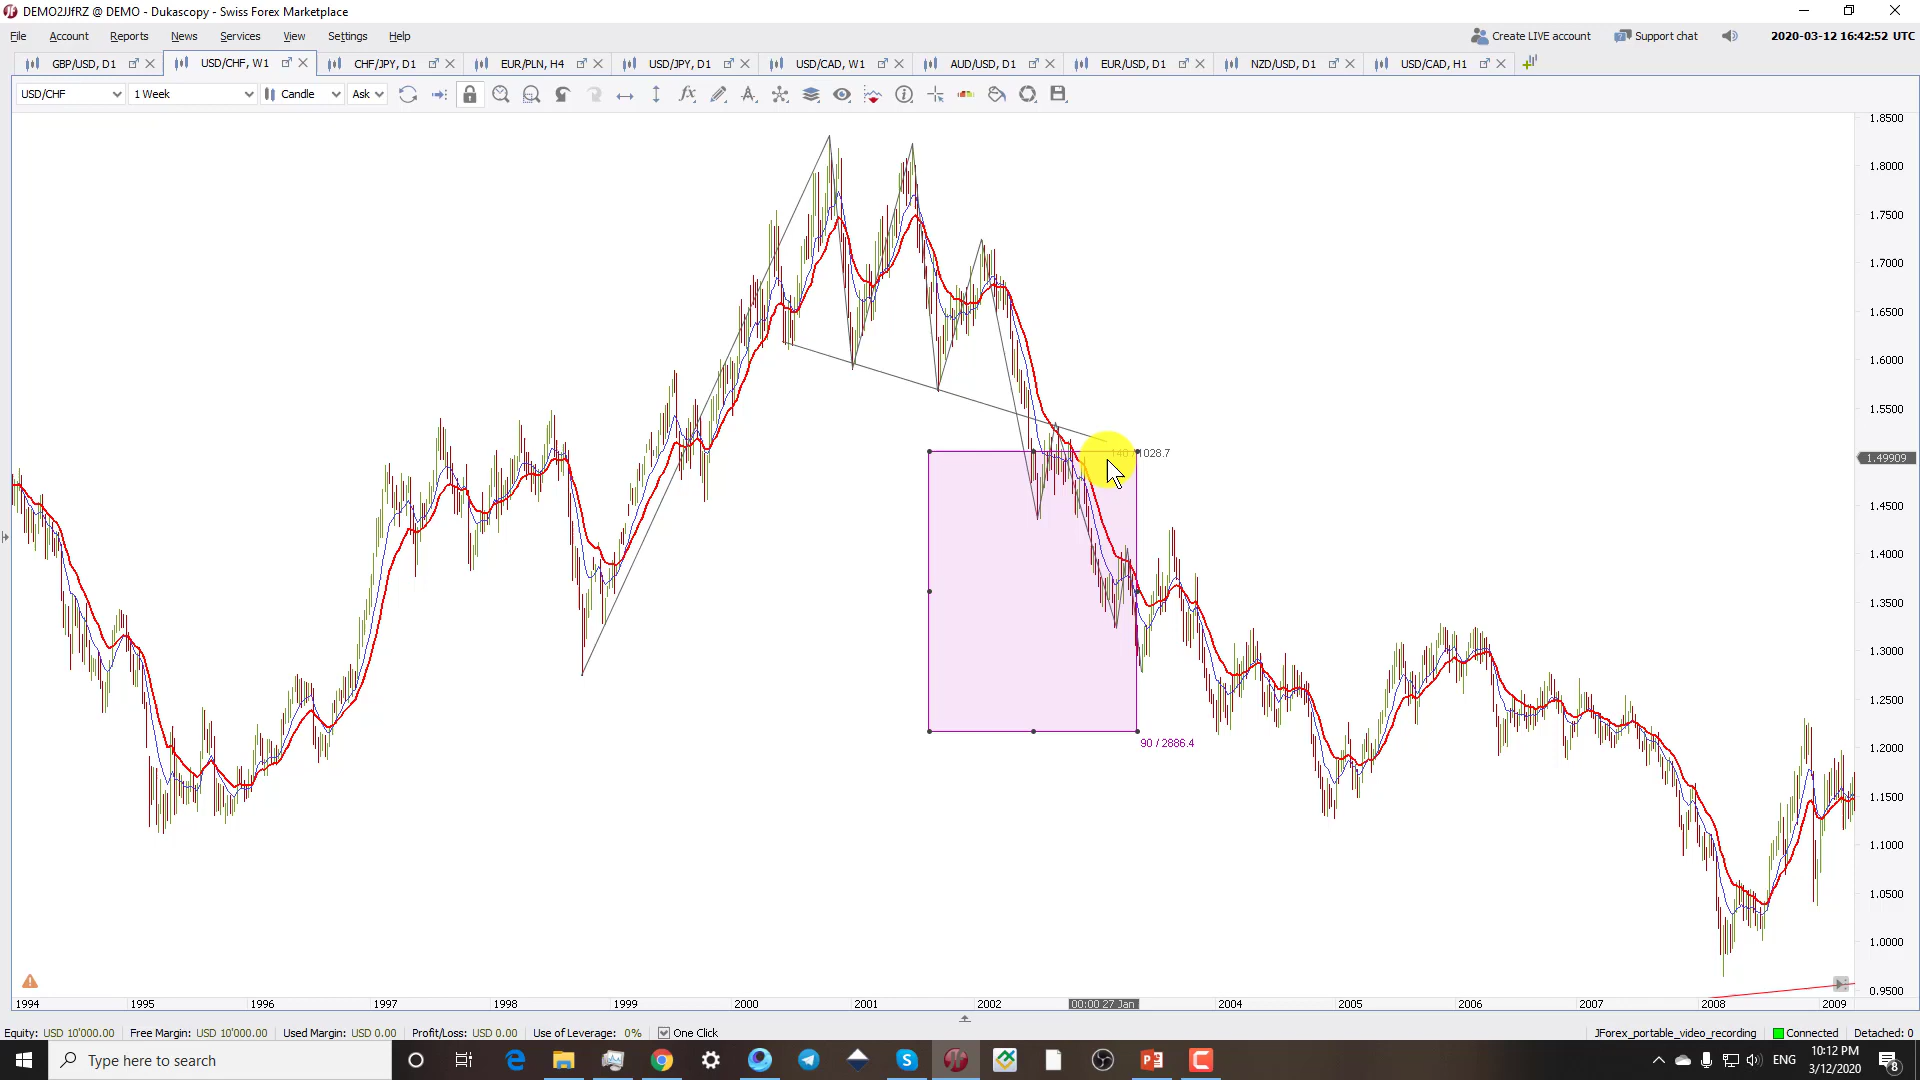 DEMO2JJfRZ @ DEMO - Dukascopy - Swiss Forex Marketplace
File Account Reports News Services View Settings Help Create LIVE account Support chat 2020-03-12 16:42:52 UTC
GBP/USD, D1 USD/CHF, W1 CHF/JPY, D1 EUR/PLN, H4 USD/JPY, D1 USD/CAD, W1 AUD/USD, D1 EUR/USD, D1 NZD/USD, D1 USD/CAD, H1
USD/CHF 1 Week Candle Ask
1.8500
1.8000
1.7500
1.7000
1.6500
1.6000
1.5500
140 / 1028.7
1.49909
1.4500
1.4000
1.3500
1.3000
1.2500
90 / 2886.4
1.2000
1.1500
1.1000
1.0500
1.0000
0.9500
1994 1995 1996 1997 1998 1999 2000 2001 2002 00:00 27 Jan 2004 2005 2006 2007 2008 2009
Equity: USD 10'000.00 Free Margin: USD 10'000.00 Used Margin: USD 0.00 Profit/Loss: USD 0.00 Use of Leverage: 0% One Click JForex_portable_video_recording Connected Detached: 0
Type here to search ENG 10:12 PM
3/12/2020 8